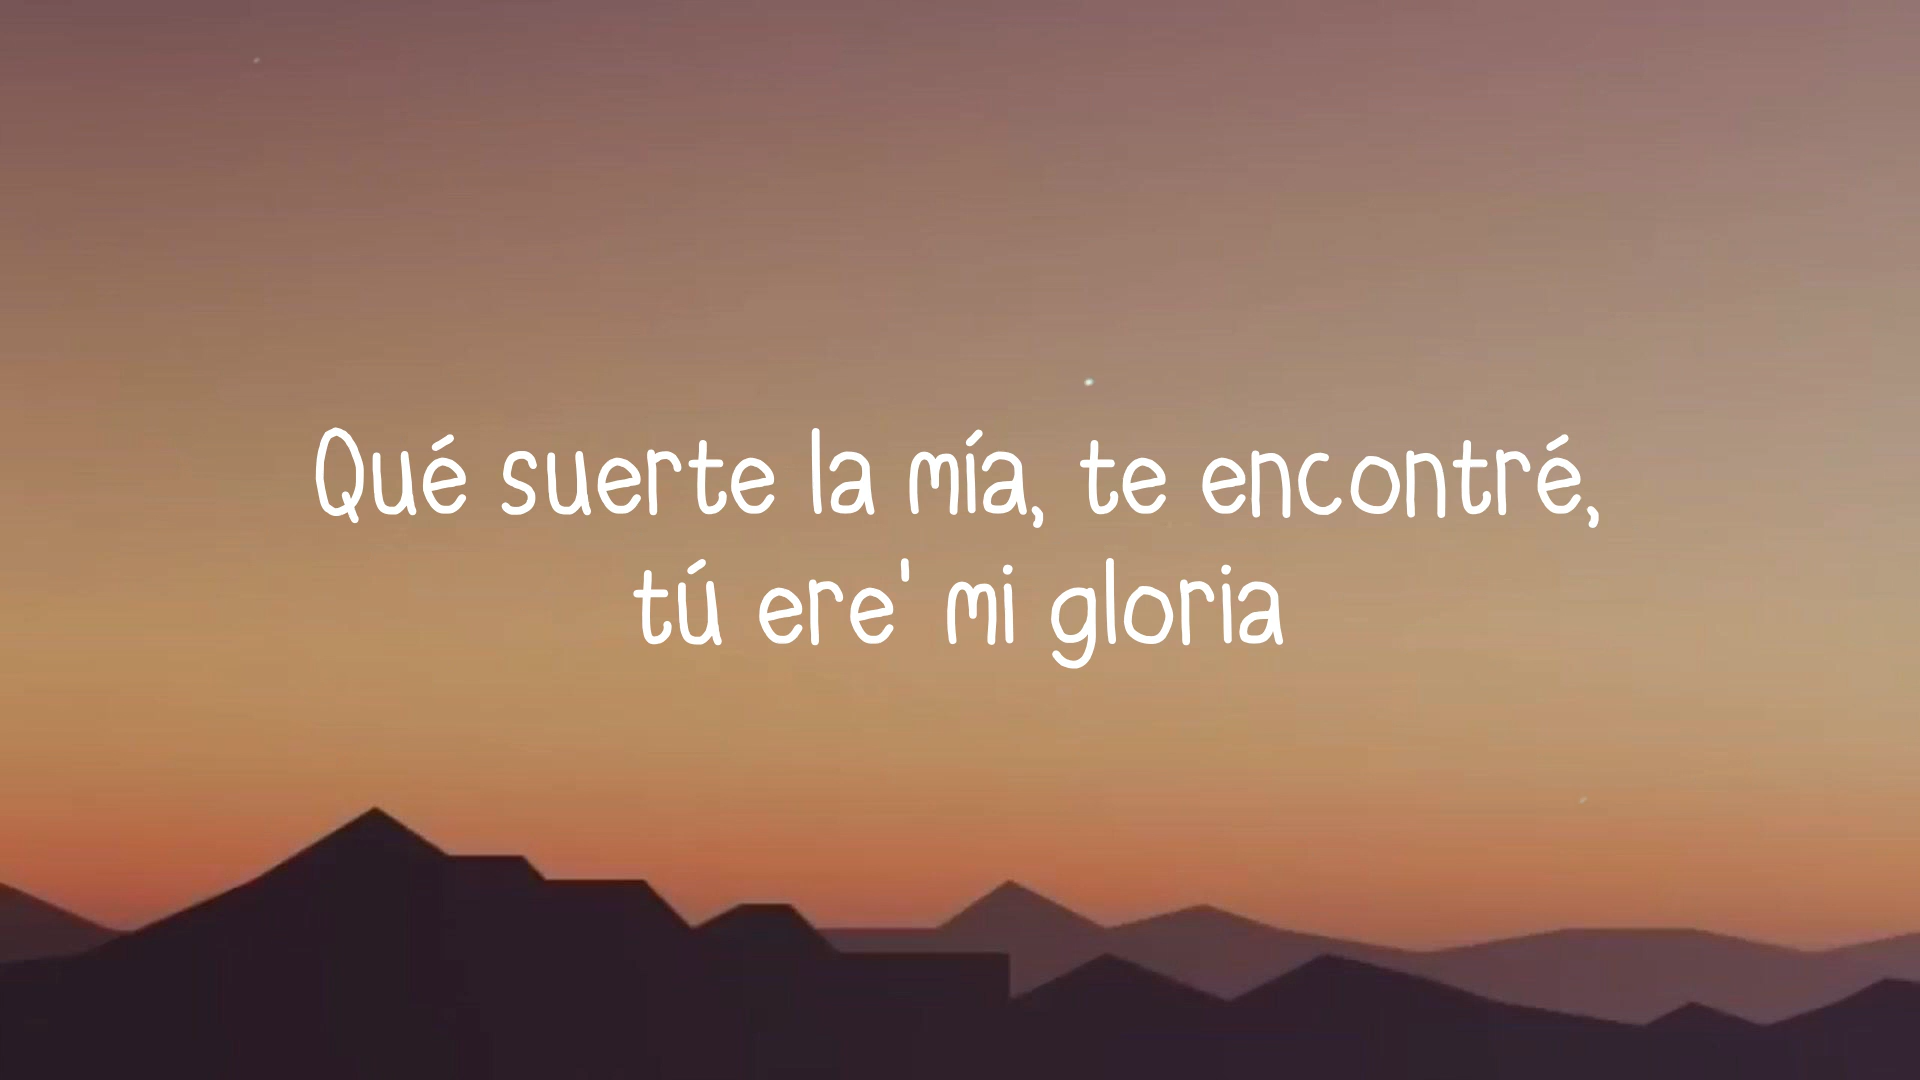 Qué suerte la mía, te encontré,
tú ere' mi gloria